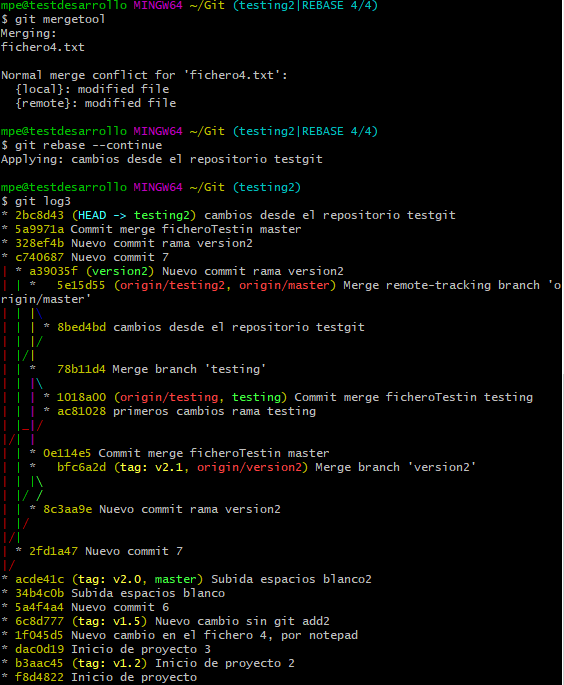 mpe@testdesarrollo MINGW64 ~/Git (testing2|REBASE 4/4)
$ git mergetool
Merging:
fichero4.txt

Normal merge conflict for 'fichero4.txt':
  {local}: modified file
  {remote}: modified file

mpe@testdesarrollo MINGW64 ~/Git (testing2|REBASE 4/4)
$ git rebase --continue
Applying: cambios desde el repositorio testgit

mpe@testdesarrollo MINGW64 ~/Git (testing2)
$ git log3
* 2bc8d43 (HEAD -> testing2) cambios desde el repositorio testgit
* 5a9971a Commit merge ficheroTestin master
* 328ef4b Nuevo commit rama version2
* c740687 Nuevo commit 7
| * a39035f (version2) Nuevo commit rama version2
| | *   5e15d55 (origin/testing2, origin/master) Merge remote-tracking branch 'o
rigin/master'
| | |\
| | | * 8bed4bd cambios desde el repositorio testgit
| | |/
| |/|
| | *   78b11d4 Merge branch 'testing'
| | |\
| | | * 1018a00 (origin/testing, testing) Commit merge ficheroTestin testing
| | | * ac81028 primeros cambios rama testing
| |_|/
|/| |
| | * 0e114e5 Commit merge ficheroTestin master
| | *   bfc6a2d (tag: v2.1, origin/version2) Merge branch 'version2'
| | |\
| |/ /
| | * 8c3aa9e Nuevo commit rama version2
| |/
|/|
| * 2fd1a47 Nuevo commit 7
|/
* acde41c (tag: v2.0, master) Subida espacios blanco2
* 34b4c0b Subida espacios blanco
* 5a4f4a4 Nuevo commit 6
* 6c8d777 (tag: v1.5) Nuevo cambio sin git add2
* 1f045d5 Nuevo cambio en el fichero 4, por notepad
* dac0d19 Inicio de proyecto 3
* b3aac45 (tag: v1.2) Inicio de proyecto 2
* f8d4822 Inicio de proyecto